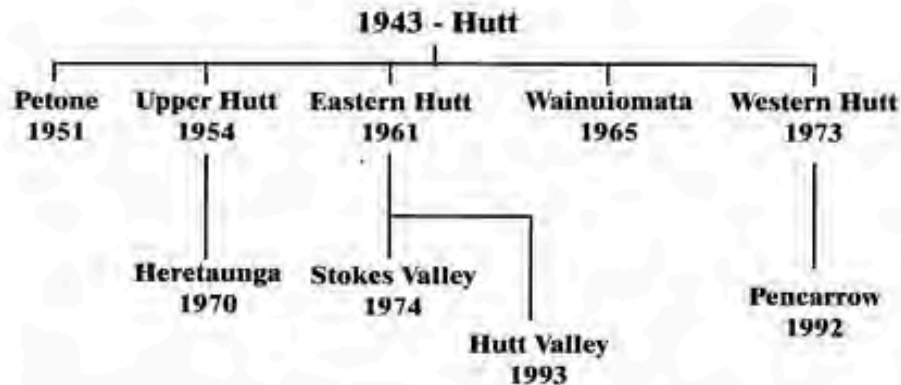 1943 - Hutt
Petone Upper Hutt Eastern Hutt Wainuiomata Western Hutt
1951 1954 1961 1965 1973
Heretaunga Stokes Valley
1970 1974
Pencarrow
1992
Hutt Valley
1993